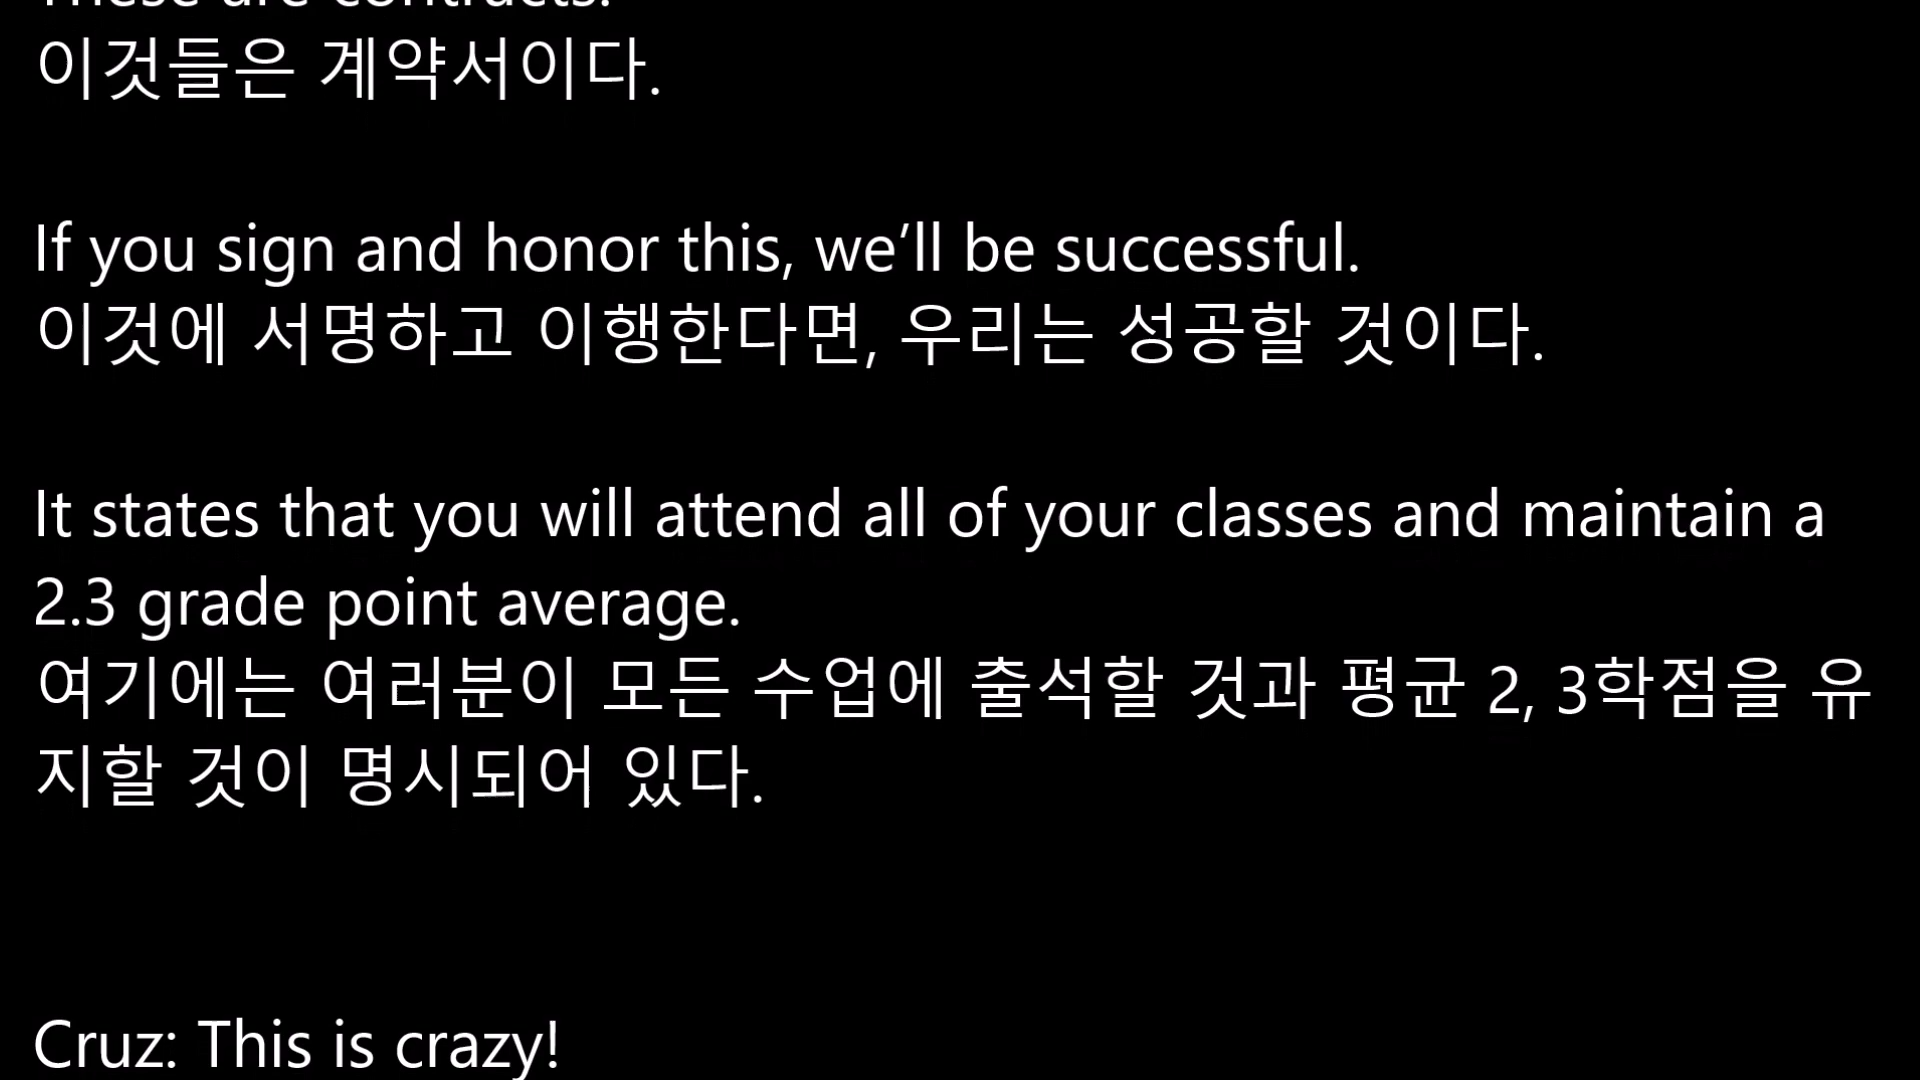 These are contracts.
이것들은 계약서이다.
If you sign and honor this, we’ll be successful.
이것에 서명하고 이행한다면, 우리는 성공할 것이다.
It states that you will attend all of your classes and maintain a
2.3 grade point average.
여기에는 여러분이 모든 수업에 출석할 것과 평균 2, 3학점을 유
지할 것이 명시되어 있다.
Cruz: This is crazy!